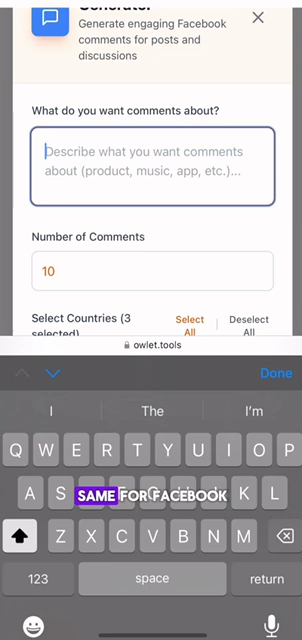 Generator
Generate engaging Facebook
comments for posts and
discussions
What do you want comments about?
Describe what you want comments
about (product, music, app, etc.)...
Number of Comments
10
Select Countries (3
selected)
Select
All
Deselect
All
owlet.tools
Done
I
The
I'm
Q W E R T Y U I O P
A S K L
SAME FOR FACEBOOK
Z X C V B N M
123
space
return